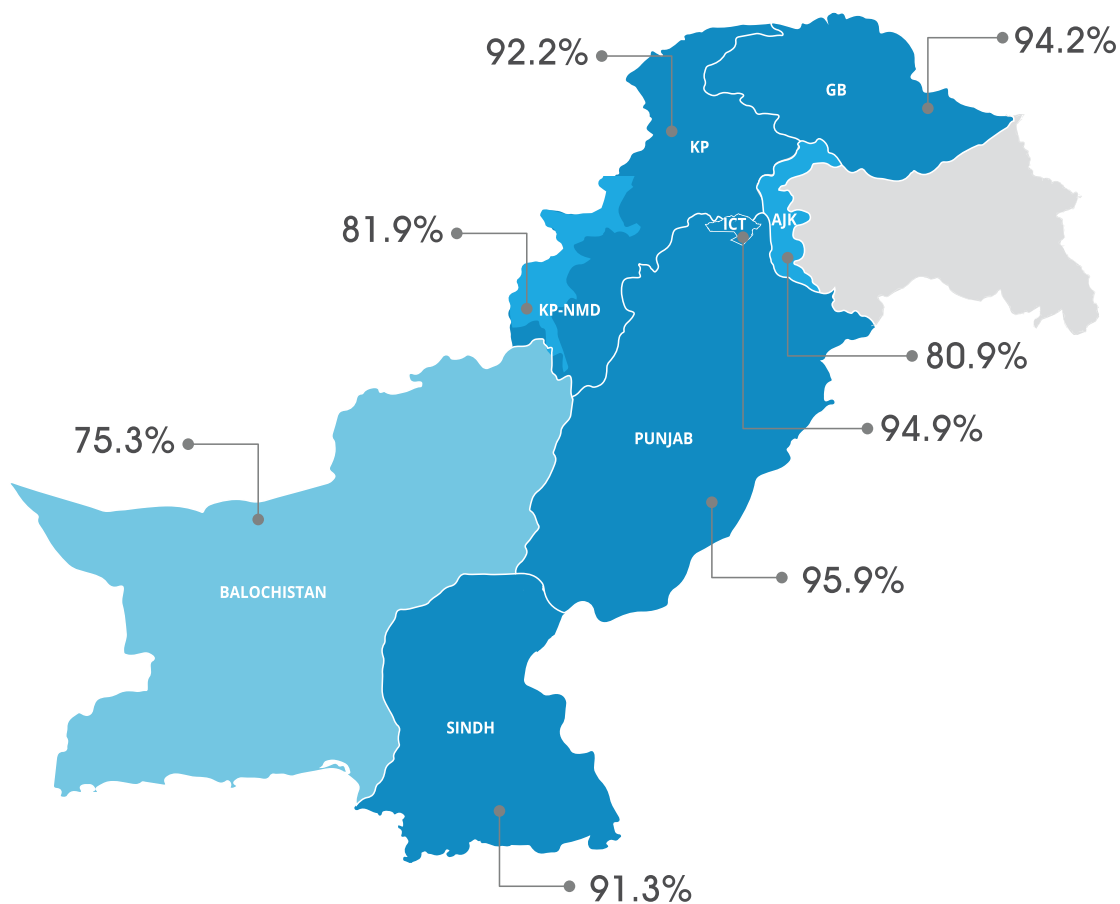 92.2%
94.2%
GB
KP
81.9%
ICT
AJK
KP-NMD
80.9%
75.3%
94.9%
PUNJAB
95.9%
BALOCHISTAN
SINDH
91.3%